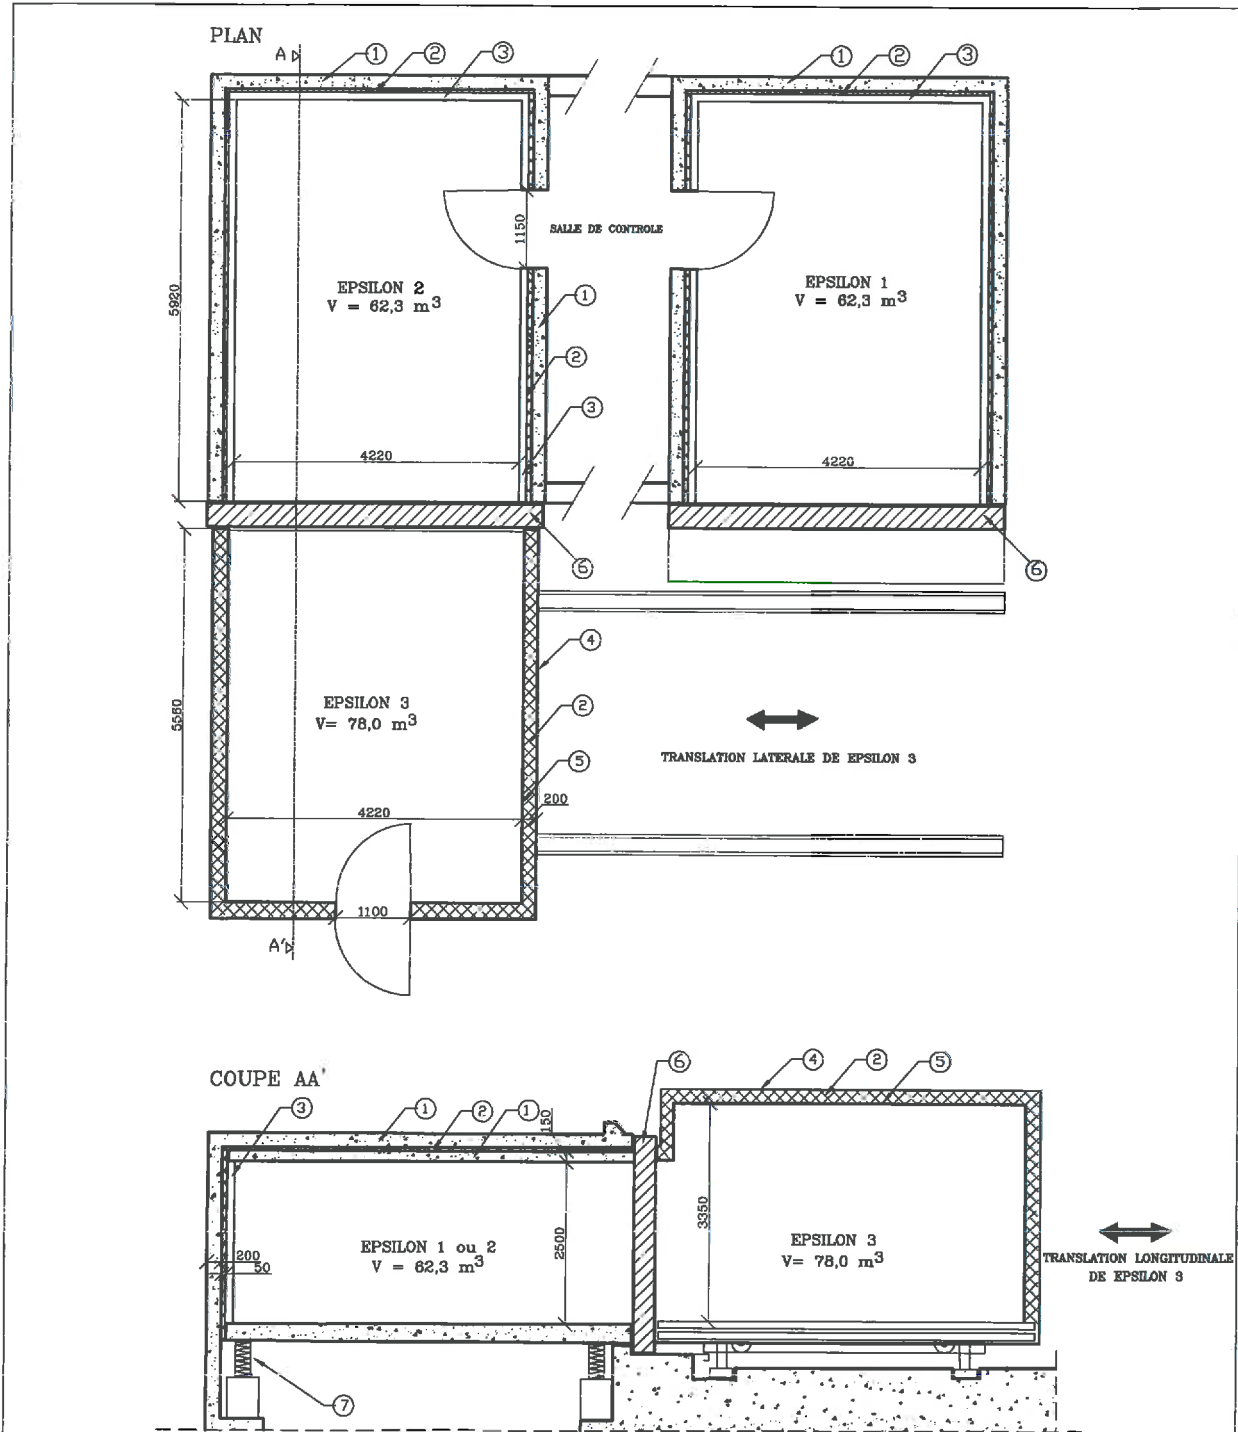 PLAN
A
1
2
3
1
2
3
5920
1150
SALLE DE CONTROLE
EPSILON 2
V = 62,3 m³
EPSILON 1
V = 62,3 m³
1
2
3
4220
4220
6
6
5560
EPSILON 3
V= 78,0 m³
4
2
5
TRANSLATION LATERALE DE EPSILON 3
4220
200
1100
A'
COUPE AA'
3
1
2
1
150
6
4
2
5
2500
3350
200
50
EPSILON 1 ou 2
V = 62,3 m³
EPSILON 3
V= 78,0 m³
TRANSLATION LONGITUDINALE
DE EPSILON 3
7